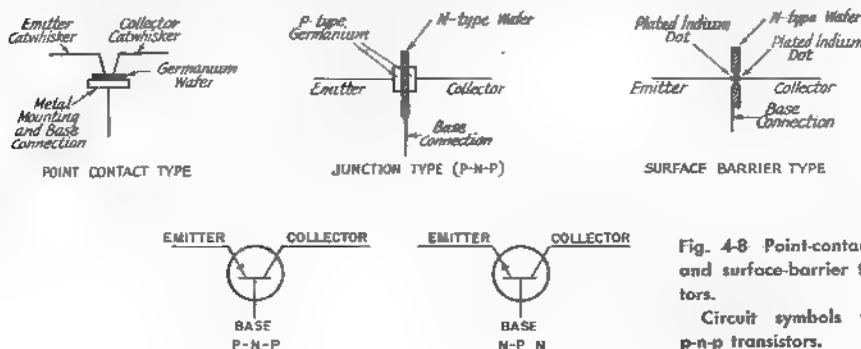 Emitter
Catwhisker
Collector
Catwhisker
Germanium
Wafer
Metal
Mounting
and Base
Connection
POINT CONTACT TYPE
P-type
Germanium
N-type Wafer
Emitter
Collector
Base
Connection
JUNCTION TYPE (P-N-P)
Plated Indium
Dot
N-type Wafer
Plated Indium
Dot
Emitter
Collector
Base
Connection
SURFACE BARRIER TYPE
EMITTER
COLLECTOR
BASE
P-N-P
EMITTER
COLLECTOR
BASE
N-P N
Fig. 4-8 Point-contac
and surface-barrier
tors.
Circuit symbols
p-n-p transistors.